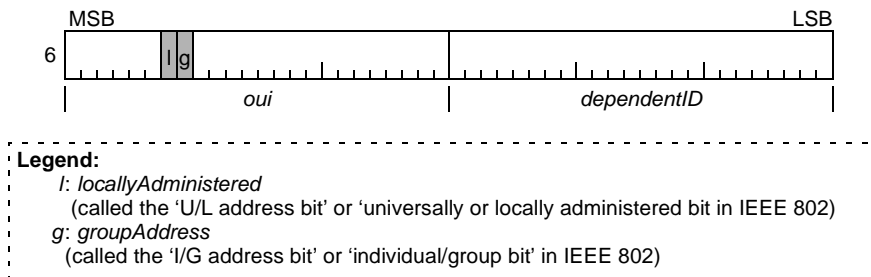 MSB LSB
6 l g
oui dependentID
Legend:
l: locallyAdministered
(called the ‘U/L address bit’ or ‘universally or locally administered bit in IEEE 802)
g: groupAddress
(called the ‘I/G address bit’ or ‘individual/group bit’ in IEEE 802)